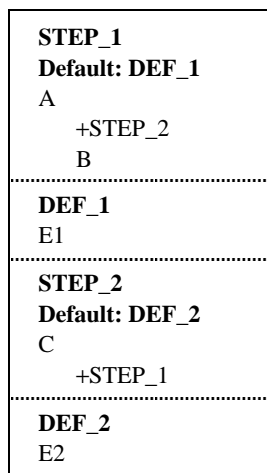 STEP_1
Default: DEF_1
A
+STEP_2
B
DEF_1
E1
STEP_2
Default: DEF_2
C
+STEP_1
DEF_2
E2